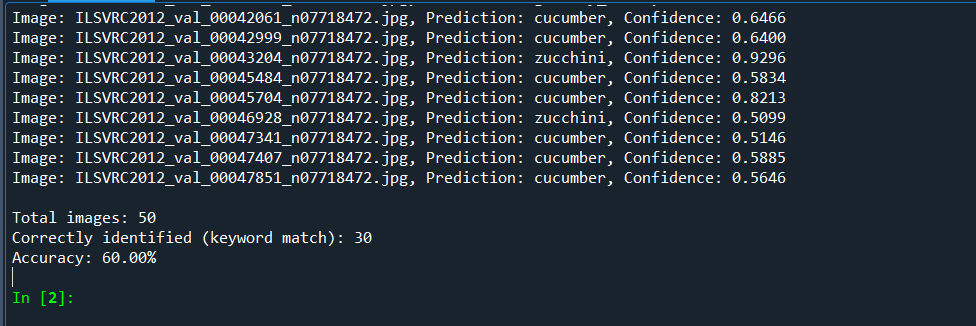 Image: ILSVRC2012_val_00042061_n07718472.jpg, Prediction: cucumber, Confidence: 0.6466
Image: ILSVRC2012_val_00042999_n07718472.jpg, Prediction: cucumber, Confidence: 0.6400
Image: ILSVRC2012_val_00043204_n07718472.jpg, Prediction: zucchini, Confidence: 0.9296
Image: ILSVRC2012_val_00045484_n07718472.jpg, Prediction: cucumber, Confidence: 0.5834
Image: ILSVRC2012_val_00045704_n07718472.jpg, Prediction: cucumber, Confidence: 0.8213
Image: ILSVRC2012_val_00046928_n07718472.jpg, Prediction: zucchini, Confidence: 0.5099
Image: ILSVRC2012_val_00047341_n07718472.jpg, Prediction: cucumber, Confidence: 0.5146
Image: ILSVRC2012_val_00047407_n07718472.jpg, Prediction: cucumber, Confidence: 0.5885
Image: ILSVRC2012_val_00047851_n07718472.jpg, Prediction: cucumber, Confidence: 0.5646
Total images: 50
Correctly identified (keyword match): 30
Accuracy: 60.00%
In [2]: